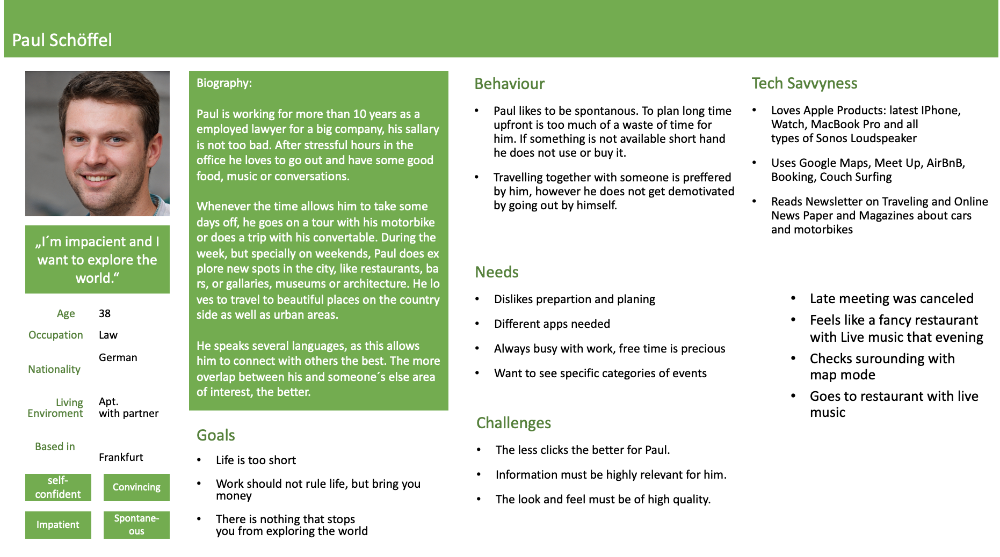 Paul Schöffel
„I´m impacient and I
want to explore the
world.“
Age 38
Occupation Law
German
Nationality
Living Apt.
Enviroment with partner
Based in
Frankfurt
self-
confident
Convincing
Impatient
Spontane-
ous
Biography:
Paul is working for more than 10 years as a
employed lawyer for a big company, his sallary
is not too bad. After stressful hours in the
office he loves to go out and have some good
food, music or conversations.
Whenever the time allows him to take some
days off, he goes on a tour with his motorbike
or does a trip with his convertable. During the
week, but specially on weekends, Paul does ex
plore new spots in the city, like restaurants, ba
rs, or gallaries, museums or architecture. He lo
ves to travel to beautiful places on the country
side as well as urban areas.
He speaks several languages, as this allows
him to connect with others the best. The more
overlap between his and someone´s else area
of interest, the better.
Goals
• Life is too short
• Work should not rule life, but bring you
money
• There is nothing that stops
you from exploring the world
Behaviour
• Paul likes to be spontanous. To plan long time
upfront is too much of a waste of time for
him. If something is not available short hand
he does not use or buy it.
• Travelling together with someone is preffered
by him, however he does not get demotivated
by going out by himself.
Needs
• Dislikes prepartion and planing
• Different apps needed
• Always busy with work, free time is precious
• Want to see specific categories of events
Challenges
• The less clicks the better for Paul.
• Information must be highly relevant for him.
• The look and feel must be of high quality.
Tech Savvyness
• Loves Apple Products: latest IPhone,
Watch, MacBook Pro and all
types of Sonos Loudspeaker
• Uses Google Maps, Meet Up, AirBnB,
Booking, Couch Surfing
• Reads Newsletter on Traveling and Online
News Paper and Magazines about cars
and motorbikes
• Late meeting was canceled
• Feels like a fancy restaurant
with Live music that evening
• Checks surounding with
map mode
• Goes to restaurant with live
music